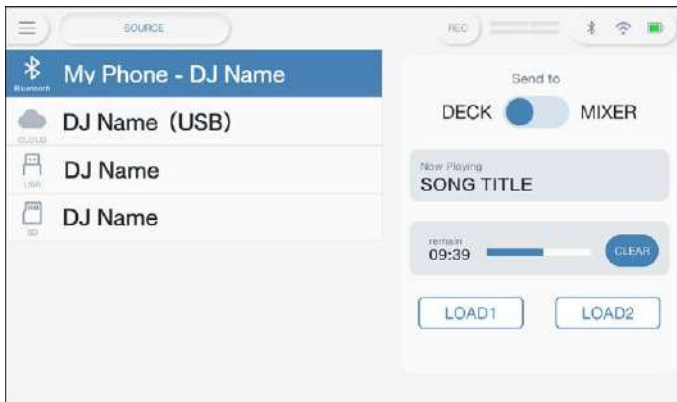 SOURCE
REC
My Phone - DJ Name
Bluetooth
DJ Name (USB)
CLOUD
DJ Name
USB
DJ Name
SD
Send to
DECK MIXER
Now Playing
SONG TITLE
remain
09:39
CLEAR
LOAD1 LOAD2